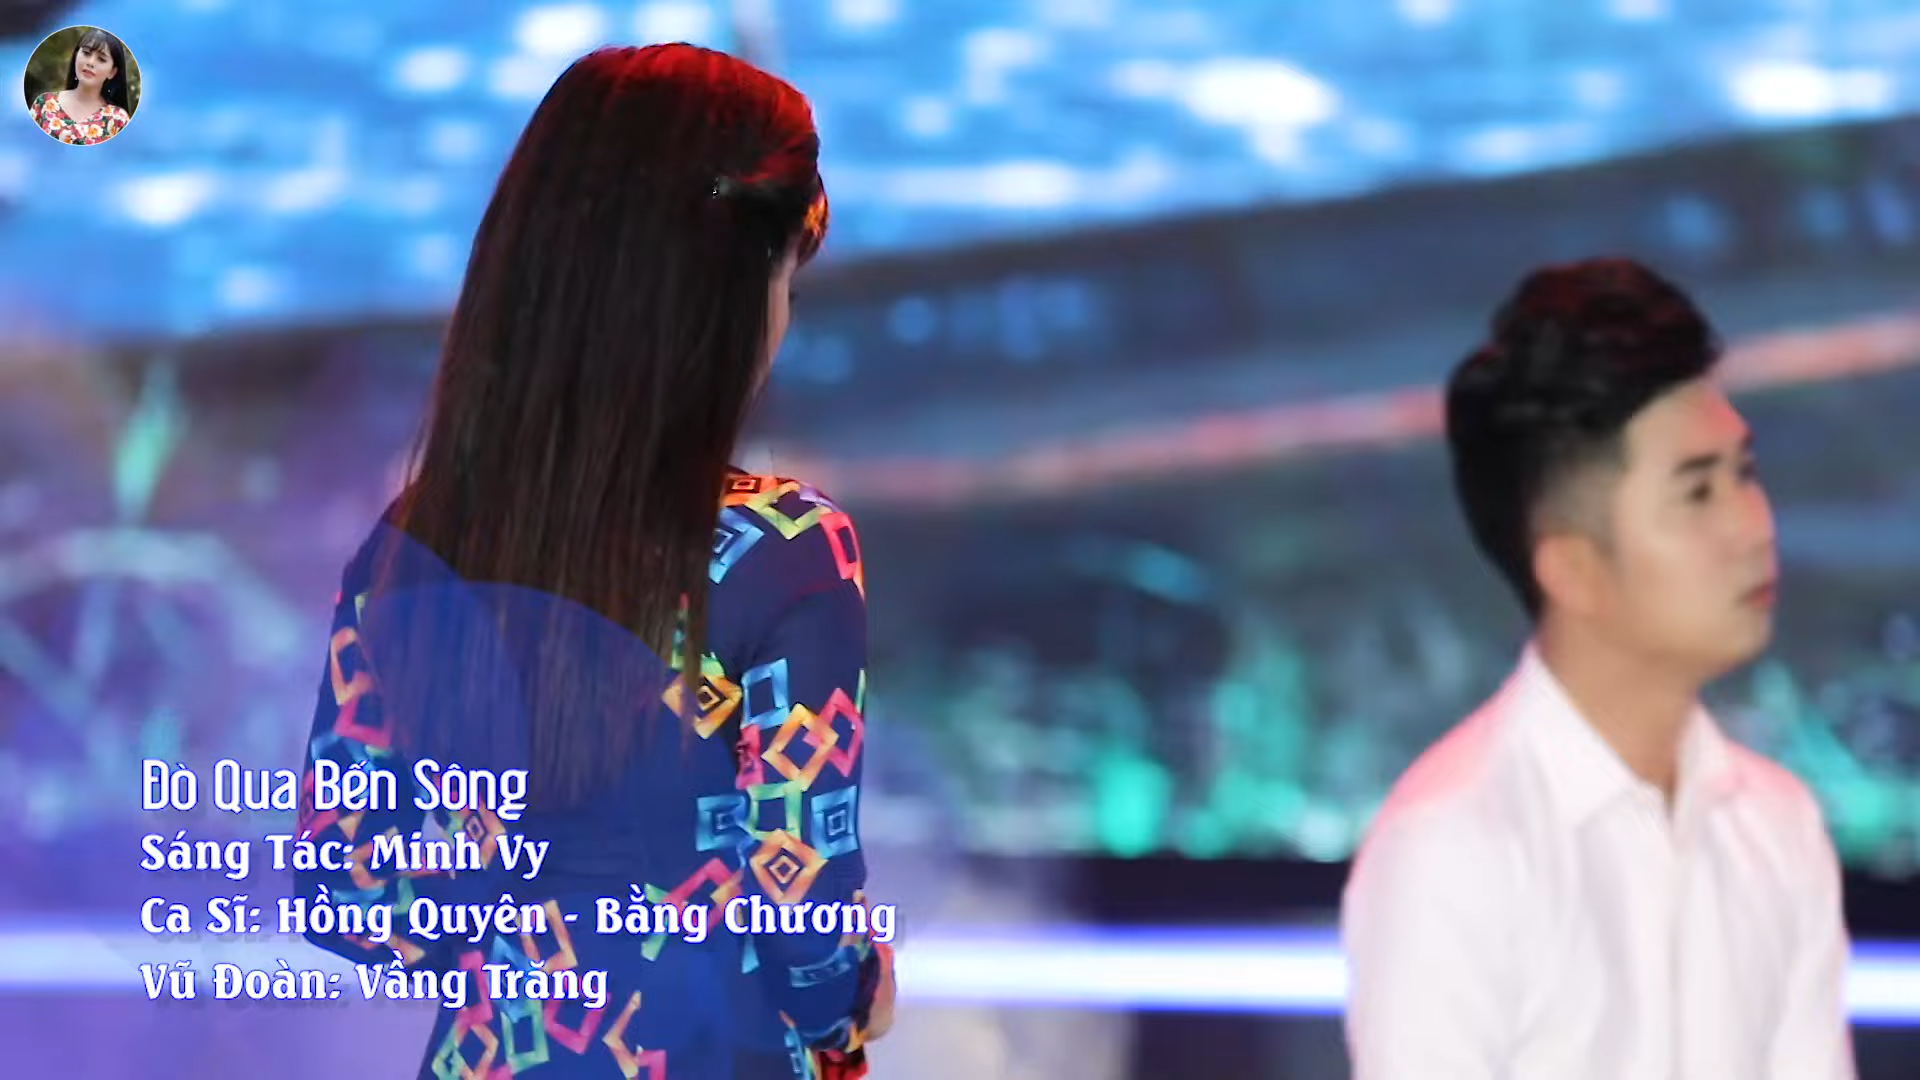 Đò Qua Bến Sông
Sáng Tác: Minh Vy
Ca Sĩ: Hồng Quyên - Bằng Chương
Vũ Đoàn: Vầng Trăng